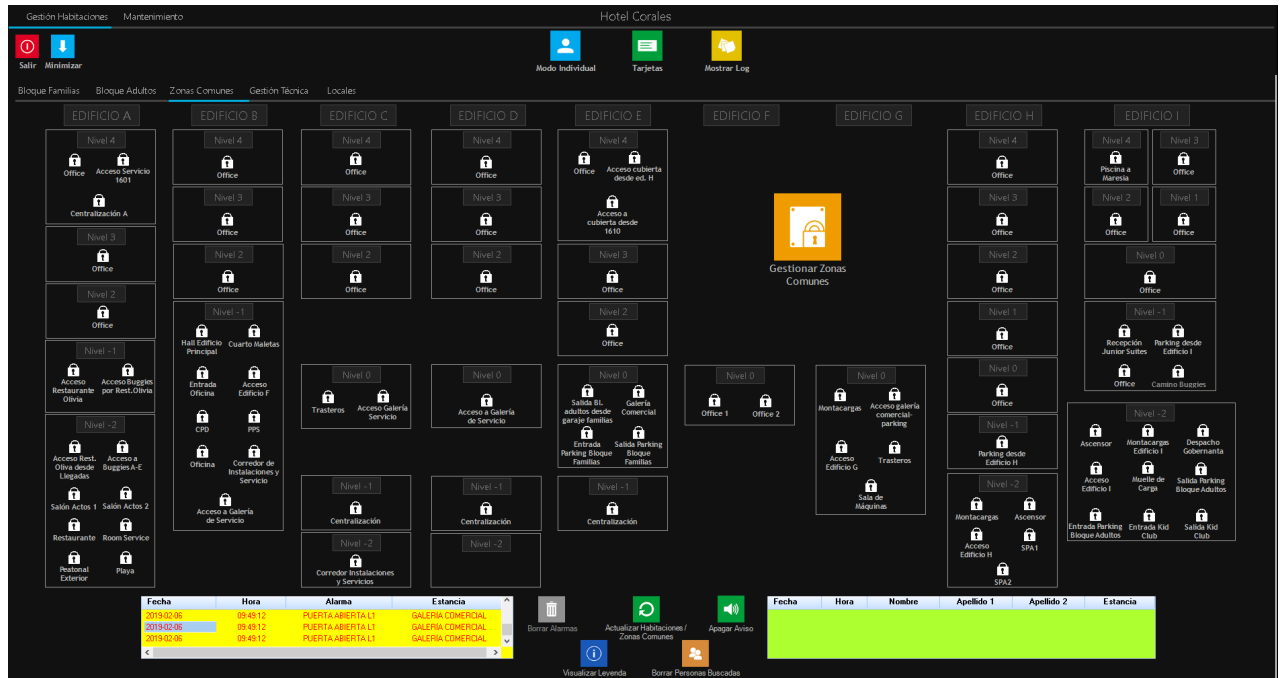 Gestión Habitaciones Mantenimiento Hotel Corales
Salir Minimizar Modo Individual Tarjetas Mostrar Log
Bloque Familias Bloque Adultos Zonas Comunes Gestión Técnica Locales
EDIFICIO A
Nivel 4
Office
Acceso Servicio
1601
Centralización A
Nivel 3
Office
Nivel 2
Office
Nivel -1
Acceso
Restaurante
Olivia
Acceso Buggies
por Rest.Olivia
Nivel -2
Acceso Rest.
Oliva desde
Llegadas
Acceso a
Buggies A-E
Salón Actos 1
Salón Actos 2
Restaurante
Room Service
Peatonal
Exterior
Playa
EDIFICIO B
Nivel 4
Office
Nivel 3
Office
Nivel 2
Office
Nivel -1
Hall Edificio
Principal
Cuarto Maletas
Entrada
Oficina
Acceso
Edificio F
CPD
PPS
Oficina
Corredor de
Instalaciones y
Servicio
Acceso a Galería
de Servicio
EDIFICIO C
Nivel 4
Office
Nivel 3
Office
Nivel 2
Office
Nivel 0
Trasteros
Acceso Galería
Servicio
Nivel -1
Centralización
Nivel -2
Corredor Instalaciones
y Servicios
EDIFICIO D
Nivel 4
Office
Nivel 3
Office
Nivel 2
Office
Nivel 0
Acceso a Galería
de Servicio
Nivel -1
Centralización
Nivel -2
EDIFICIO E
Nivel 4
Office
Acceso cubierta
desde ed. H
Acceso a
cubierta desde
1610
Nivel 3
Office
Nivel 2
Office
Nivel 0
Salida BL
adultos desde
garaje familias
Galería
Comercial
Entrada
Parking Bloque
Familias
Salida Parking
Bloque
Familias
Nivel -1
Centralización
EDIFICIO F
Nivel 0
Office 1
Office 2
EDIFICIO G
Gestionar Zonas
Comunes
Nivel 0
Montacargas
Acceso galería
comercial-
parking
Acceso
Edificio G
Trasteros
Sala de
Máquinas
EDIFICIO H
Nivel 4
Office
Nivel 3
Office
Nivel 2
Office
Nivel 1
Office
Nivel 0
Office
Nivel -1
Parking desde
Edificio H
Nivel -2
Montacargas
Ascensor
Acceso
Edificio H
SPA1
SPA2
EDIFICIO I
Nivel 4
Piscina a
Maresia
Nivel 3
Office
Nivel 2
Office
Nivel 1
Office
Nivel 0
Office
Nivel -1
Recepción
Junior Suites
Parking desde
Edificio I
Office
Camino Buggies
Nivel -2
Ascensor
Montacargas
Edificio I
Despacho
Gobernanta
Acceso
Edificio I
Muelle de
Carga
Salida Parking
Bloque Adultos
Entrada Parking
Bloque Adultos
Entrada Kid
Club
Salida Kid
Club
Fecha Hora Alarma Estancia
2019-02-06 09:49:12 PUERTA ABIERTA L1 GALERÍA COMERCIAL
2019-02-06 09:49:12 PUERTA ABIERTA L1 GALERÍA COMERCIAL
2019-02-06 09:49:12 PUERTA ABIERTA L1 GALERÍA COMERCIAL
Borrar Alarmas
Actualizar Habitaciones /
Zonas Comunes
Apagar Aviso
Visualizar Leyenda
Borrar Personas Buscadas
Fecha Hora Nombre Apellido 1 Apellido 2 Estancia